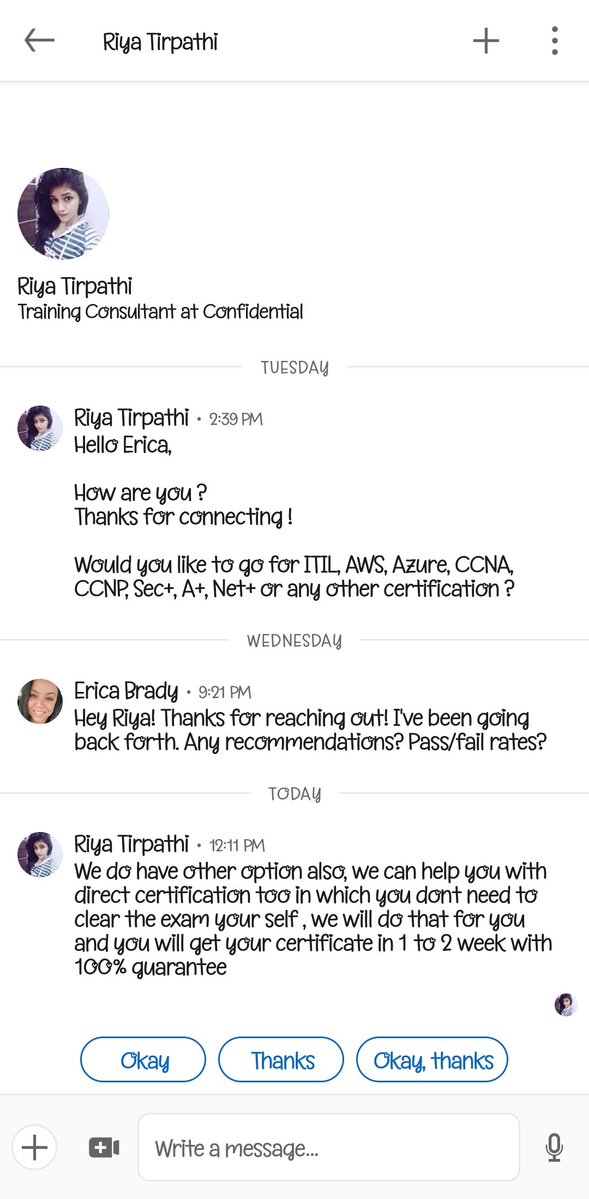 Riya Tirpathi
Riya Tirpathi
Training Consultant at Confidential
TUESDAY
Riya Tirpathi • 2:39 PM
Hello Erica,
How are you ?
Thanks for connecting !
Would you like to go for ITIL, AWS, Azure, CCNA,
CCNP, Sec+, A+, Net+ or any other certification ?
WEDNESDAY
Erica Brady • 9:21 PM
Hey Riya! Thanks for reaching out! I've been going
back forth. Any recommendations? Pass/fail rates?
TODAY
Riya Tirpathi • 12:11 PM
We do have other option also, we can help you with
direct certification too in which you dont need to
clear the exam your self , we will do that for you
and you will get your certificate in 1 to 2 week with
100% guarantee
Okay
Thanks
Okay, thanks
Write a message...